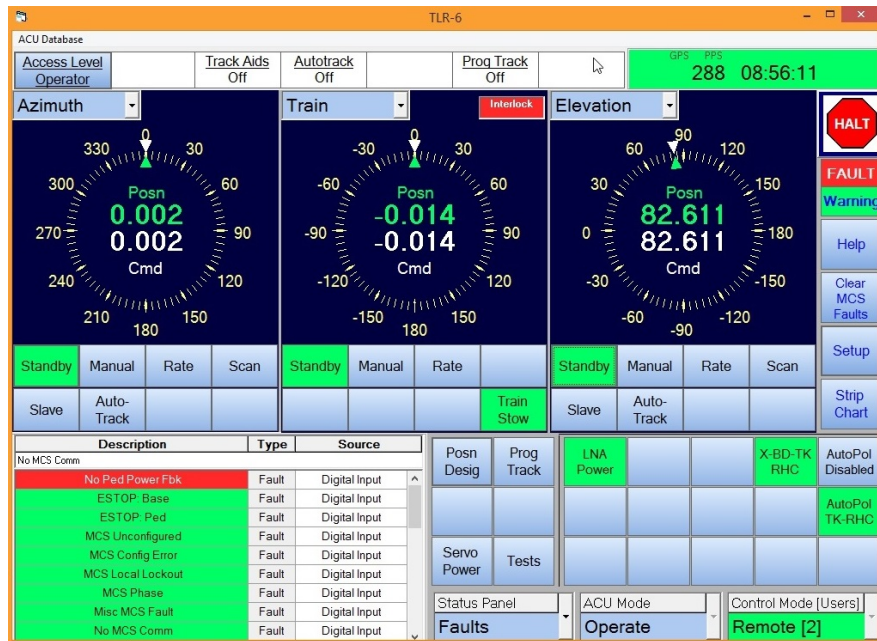 TLR-6
ACU Database
Access Level
Operator
Track Aids
Off
Autotrack
Off
Prog Track
Off
GPS PPS
288 08:56:11
Azimuth
Train
Interlock
Elevation
HALT
FAULT
Warning
Help
Clear
MCS
Faults
Setup
Strip
Chart
0
30
60
90
120
150
180
210
240
270
300
330
Posn
0.002
0.002
Cmd
0
30
60
90
120
150
180
-150
-120
-90
-60
-30
Posn
-0.014
-0.014
Cmd
90
120
150
180
-150
-120
-90
-60
-30
0
30
60
Posn
82.611
82.611
Cmd
Standby Manual Rate Scan
Slave Auto-
Track
Standby Manual Rate
Train
Stow
Standby Manual Rate Scan
Slave Auto-
Track
Description Type Source
No MCS Comm
No Ped Power Fbk Fault Digital Input
ESTOP: Base Fault Digital Input
ESTOP: Ped Fault Digital Input
MCS Unconfigured Fault Digital Input
MCS Config Error Fault Digital Input
MCS Local Lockout Fault Digital Input
MCS Phase Fault Digital Input
Misc MCS Fault Fault Digital Input
No MCS Comm Fault Digital Input
Posn
Desig
Prog
Track
Servo
Power
Tests
LNA
Power
X-BD-TK
RHC
AutoPol
Disabled
AutoPol
TK-RHC
Status Panel
Faults
ACU Mode
Operate
Control Mode [Users]
Remote [2]